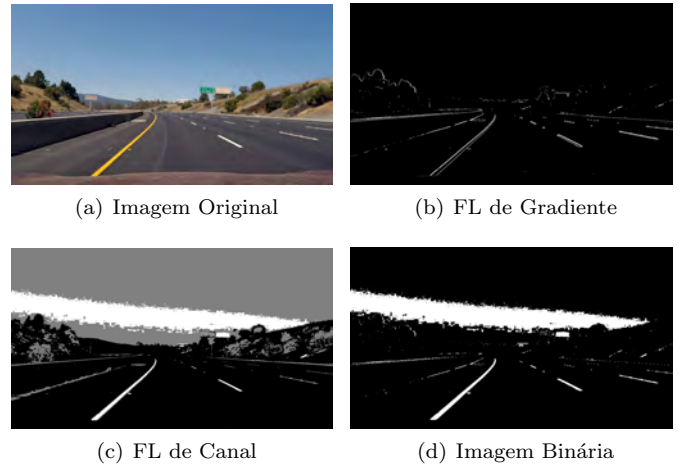 (a) Imagem Original
(b) FL de Gradiente
(c) FL de Canal
(d) Imagem Binária